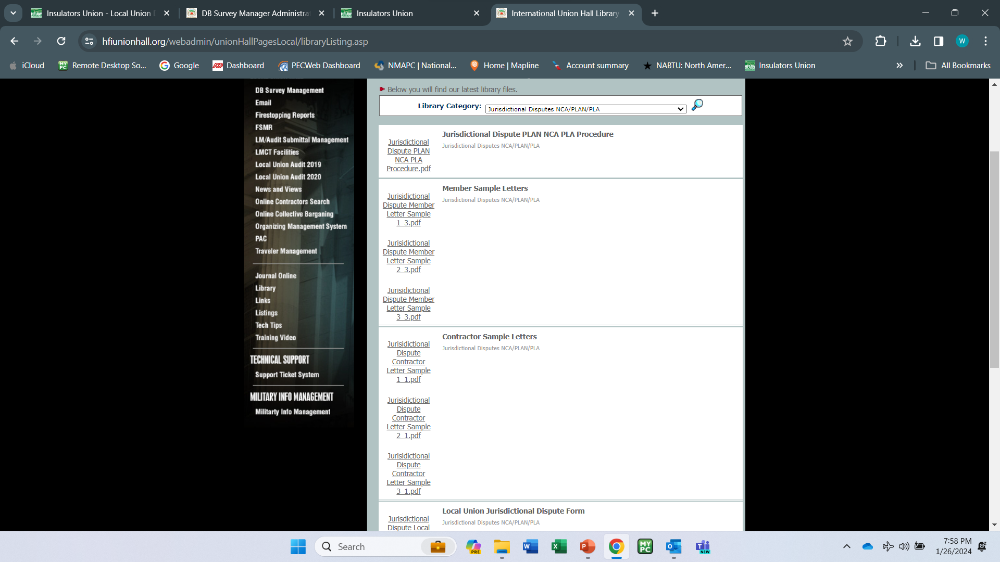 Insulators Union - Local Union
DB Survey Manager Administra
Insulators Union
International Union Hall Library
hfiunionhall.org/webadmin/unionHallPagesLocal/libraryListing.asp
W
iCloud
Remote Desktop So...
Google
Dashboard
PECWeb Dashboard
NMAPC | National...
Home | Mapline
Account summary
NABTU: North Amer...
Insulators Union
All Bookmarks
DB Survey Management
Email
Firestopping Reports
FSMR
LM/Audit Submittal Management
LMCT Facilities
Local Union Audit 2019
Local Union Audit 2020
News and Views
Online Contractors Search
Online Collective Barganing
Organizing Management System
PAC
Traveler Management
Journal Online
Library
Links
Listings
Tech Tips
Training Video
TECHNICAL SUPPORT
Support Ticket System
MILITARY INFO MANAGEMENT
Militarty Info Management
Below you will find our latest library files.
Library Category:
Jurisdictional Disputes NCA/PLAN/PLA
Jurisdictional
Dispute PLAN
NCA PLA
Procedure.pdf
Jurisdictional Dispute PLAN NCA PLA Procedure
Jurisdictional Disputes NCA/PLAN/PLA
Jurisidictional
Dispute Member
Letter Sample
1_3.pdf
Jurisidictional
Dispute Member
Letter Sample
2_3.pdf
Jurisidictional
Dispute Member
Letter Sample
3_3.pdf
Member Sample Letters
Jurisdictional Disputes NCA/PLAN/PLA
Jurisidictional
Dispute
Contractor
Letter Sample
1_1.pdf
Jurisidictional
Dispute
Contractor
Letter Sample
2_1.pdf
Jurisidictional
Dispute
Contractor
Letter Sample
3_1.pdf
Contractor Sample Letters
Jurisdictional Disputes NCA/PLAN/PLA
Jurisdictional
Dispute Local
Local Union Jurisdictional Dispute Form
Jurisdictional Disputes NCA/PLAN/PLA
Search
PRE
MY
PC
NEW
7:58 PM
1/26/2024